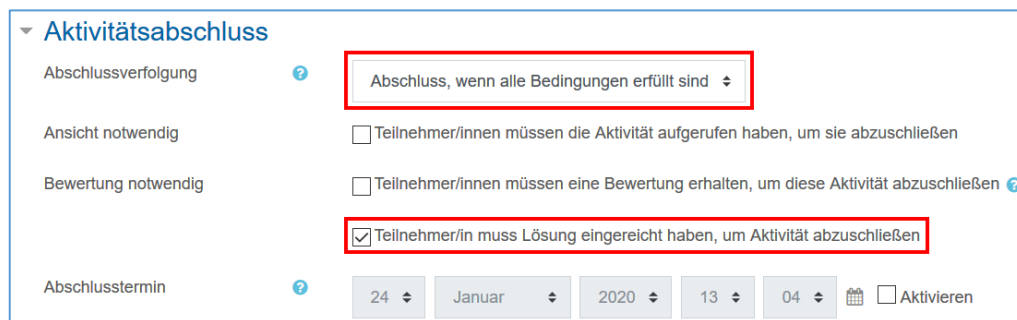 Aktivitätsabschluss
Abschlussverfolgung ? Abschluss, wenn alle Bedingungen erfüllt sind
Ansicht notwendig Teilnehmer/innen müssen die Aktivität aufgerufen haben, um sie abzuschließen
Bewertung notwendig Teilnehmer/innen müssen eine Bewertung erhalten, um diese Aktivität abzuschließen ?
Teilnehmer/in muss Lösung eingereicht haben, um Aktivität abzuschließen
Abschlusstermin ? 24 Januar 2020 13 04 Aktivieren